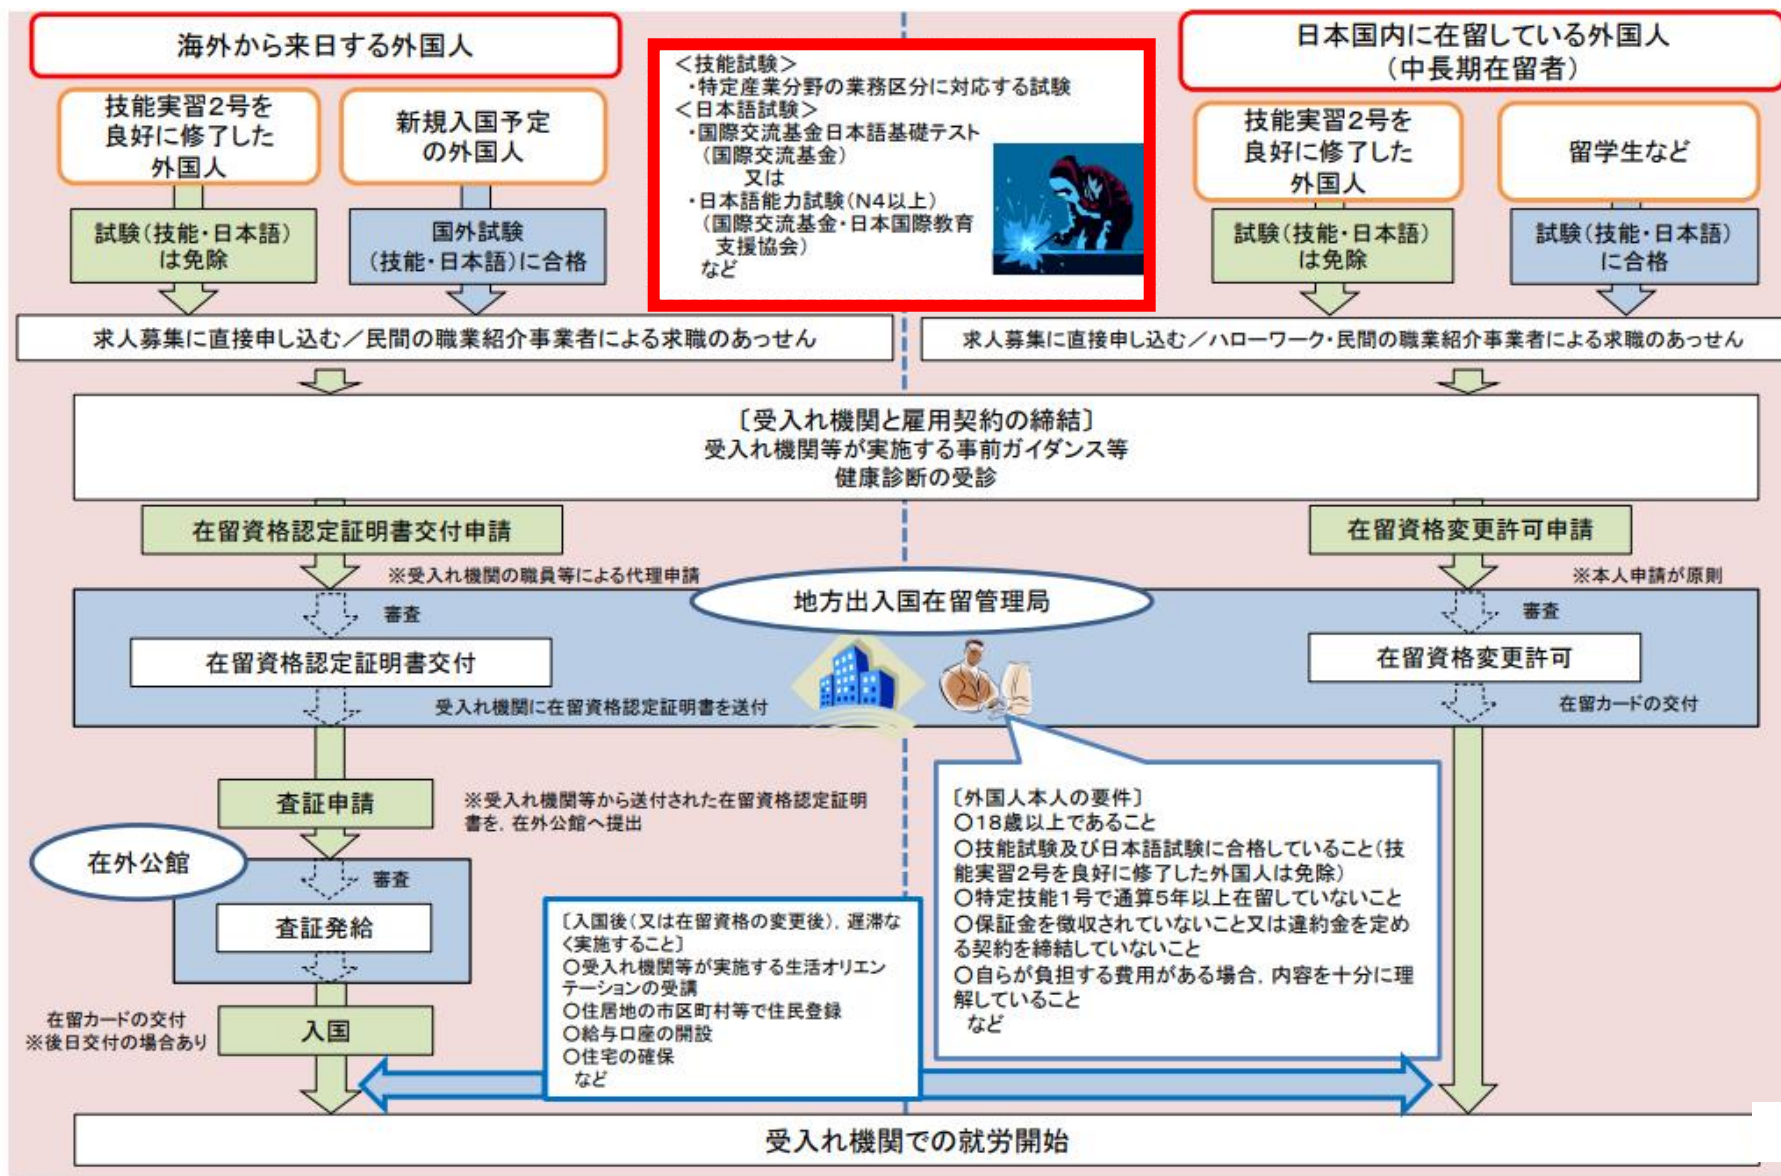 海外から来日する外国人
技能実習2号を
良好に修了した
外国人
新規入国予定
の外国人
試験(技能・日本語)
は免除
国外試験
(技能・日本語)に合格
求人募集に直接申し込む/民間の職業紹介事業者による求職のあっせん
<技能試験>
・特定産業分野の業務区分に対応する試験
<日本語試験>
・国際交流基金日本語基礎テスト
(国際交流基金)
又は
・日本語能力試験(N4以上)
(国際交流基金・日本国際教育
支援協会)
など
日本国内に在留している外国人
(中長期在留者)
技能実習2号を
良好に修了した
外国人
留学生など
試験(技能・日本語)
は免除
試験(技能・日本語)
に合格
求人募集に直接申し込む/ハローワーク・民間の職業紹介事業者による求職のあっせん
〔受入れ機関と雇用契約の締結〕
受入れ機関等が実施する事前ガイダンス等
健康診断の受診
在留資格認定証明書交付申請
※受入れ機関の職員等による代理申請
在留資格変更許可申請
※本人申請が原則
地方出入国在留管理局
審査
在留資格認定証明書交付
受入れ機関に在留資格認定証明書を送付
審査
在留資格変更許可
在留カードの交付
査証申請
※受入れ機関等から送付された在留資格認定証明
書を,在外公館へ提出
在外公館
審査
査証発給
在留カードの交付
※後日交付の場合あり
入国
〔入国後(又は在留資格の変更後),遅滞な
く実施すること〕
○受入れ機関等が実施する生活オリエン
テーションの受講
○住居地の市区町村等で住民登録
○給与口座の開設
○住宅の確保
など
〔外国人本人の要件〕
○18歳以上であること
○技能試験及び日本語試験に合格していること(技
能実習2号を良好に修了した外国人は免除)
○特定技能1号で通算5年以上在留していないこと
○保証金を徴収されていないこと又は違約金を定め
る契約を締結していないこと
○自らが負担する費用がある場合,内容を十分に理
解していること
など
受入れ機関での就労開始